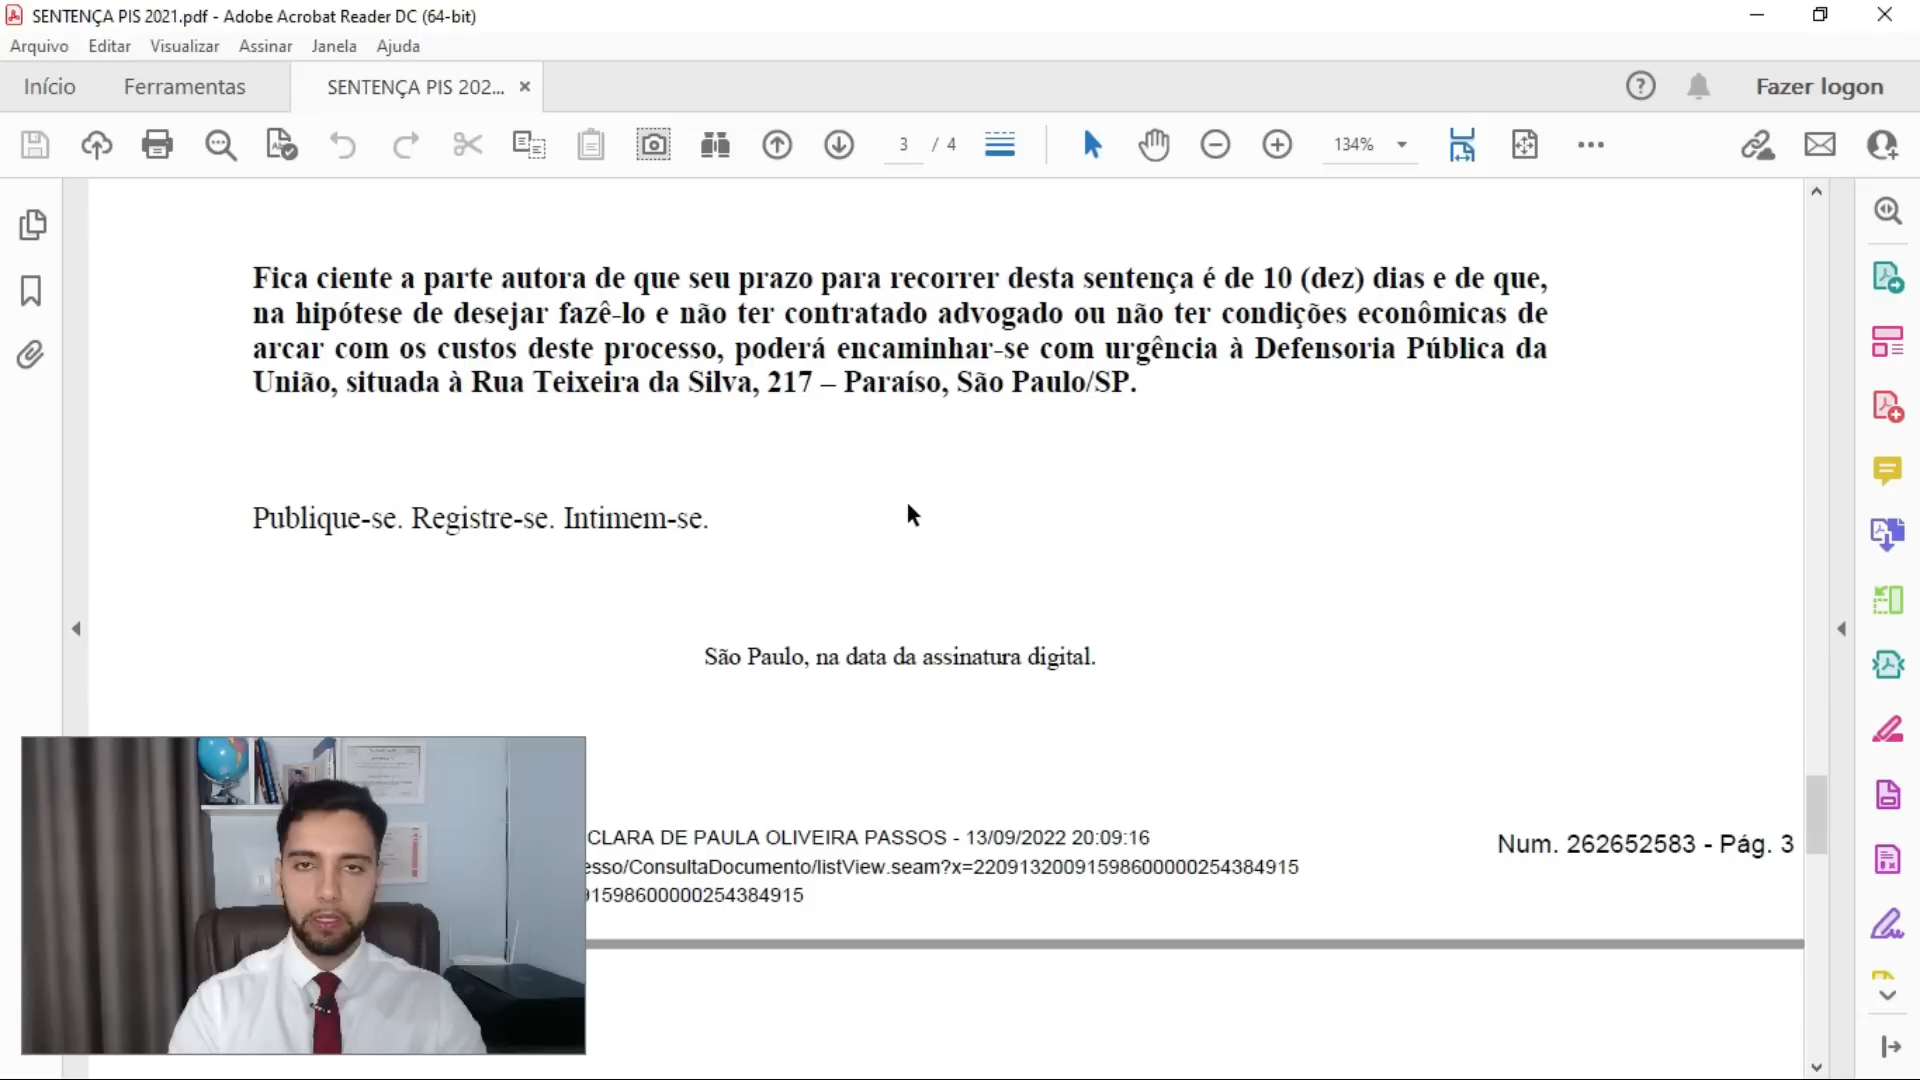 SENTENÇA PIS 2021.pdf - Adobe Acrobat Reader DC (64-bit)
Arquivo Editar Visualizar Assinar Janela Ajuda
Início Ferramentas SENTENÇA PIS 202... × Fazer logon
3 / 4 134%
Fica ciente a parte autora de que seu prazo para recorrer desta sentença é de 10 (dez) dias e de que,
na hipótese de desejar fazê-lo e não ter contratado advogado ou não ter condições econômicas de
arcar com os custos deste processo, poderá encaminhar-se com urgência à Defensoria Pública da
União, situada à Rua Teixeira da Silva, 217 – Paraíso, São Paulo/SP.
Publique-se. Registre-se. Intimem-se.
São Paulo, na data da assinatura digital.
CLARA DE PAULA OLIVEIRA PASSOS - 13/09/2022 20:09:16
esso/ConsultaDocumento/listView.seam?x=22091320091598600000254384915
91598600000254384915
Num. 262652583 - Pág. 3